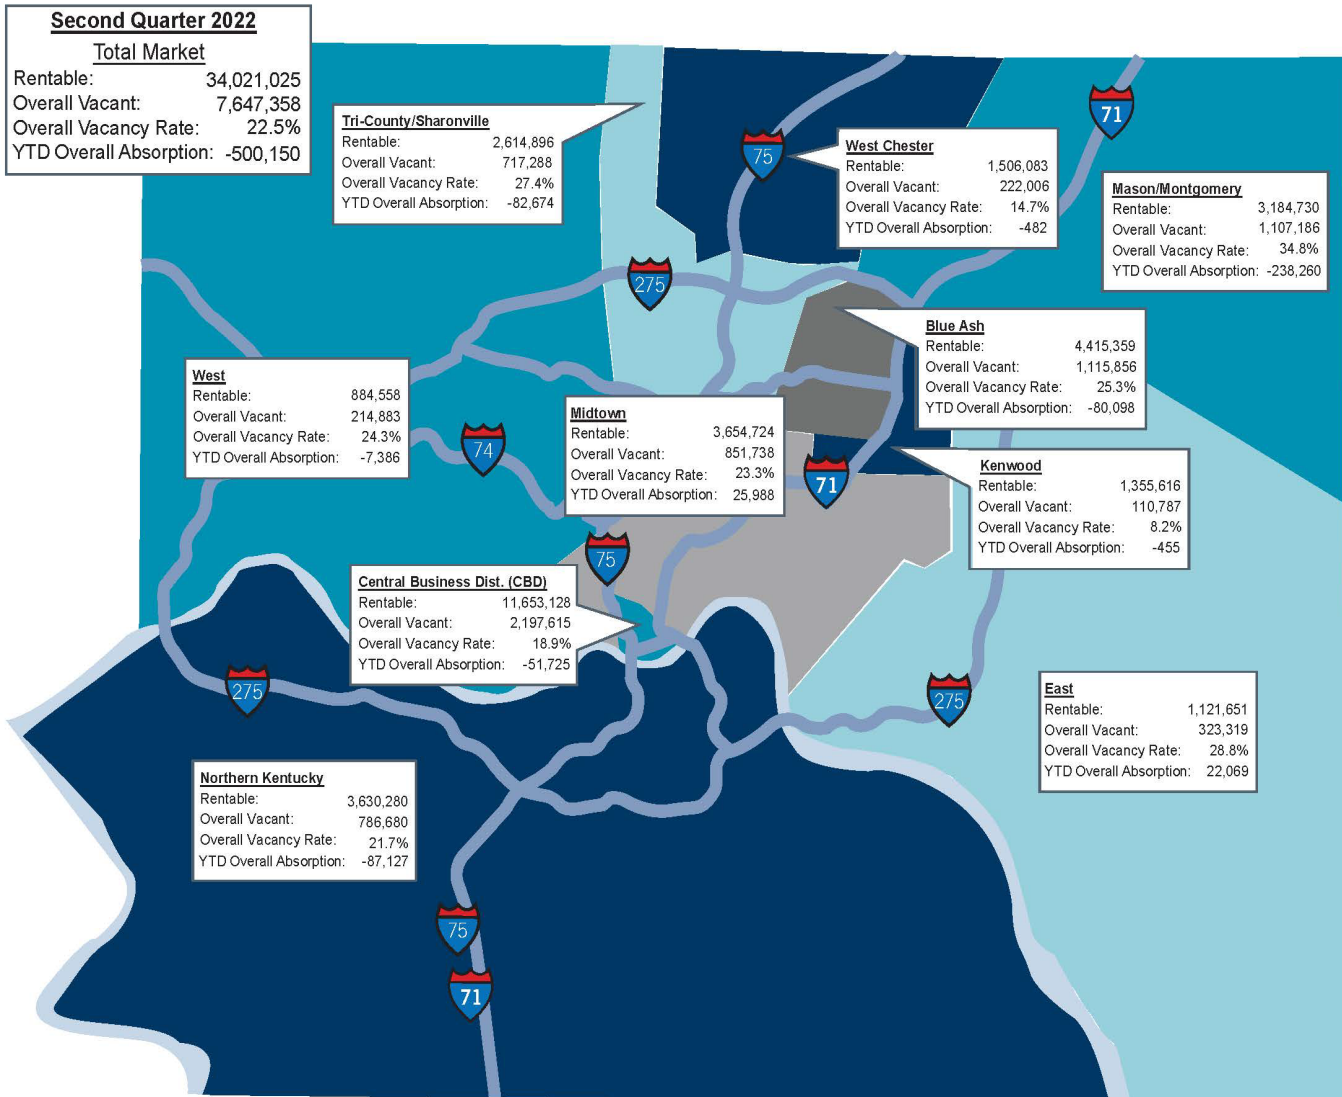 Second Quarter 2022
Total Market
Rentable: 34,021,025
Overall Vacant: 7,647,358
Overall Vacancy Rate: 22.5%
YTD Overall Absorption: -500,150
Tri-County/Sharonville
Rentable: 2,614,896
Overall Vacant: 717,288
Overall Vacancy Rate: 27.4%
YTD Overall Absorption: -82,674
75
West Chester
Rentable: 1,506,083
Overall Vacant: 222,006
Overall Vacancy Rate: 14.7%
YTD Overall Absorption: -482
71
Mason/Montgomery
Rentable: 3,184,730
Overall Vacant: 1,107,186
Overall Vacancy Rate: 34.8%
YTD Overall Absorption: -238,260
275
Blue Ash
Rentable: 4,415,359
Overall Vacant: 1,115,856
Overall Vacancy Rate: 25.3%
YTD Overall Absorption: -80,098
West
Rentable: 884,558
Overall Vacant: 214,883
Overall Vacancy Rate: 24.3%
YTD Overall Absorption: -7,386
74
Midtown
Rentable: 3,654,724
Overall Vacant: 851,738
Overall Vacancy Rate: 23.3%
YTD Overall Absorption: 25,988
71
Kenwood
Rentable: 1,355,616
Overall Vacant: 110,787
Overall Vacancy Rate: 8.2%
YTD Overall Absorption: -455
75
Central Business Dist. (CBD)
Rentable: 11,653,128
Overall Vacant: 2,197,615
Overall Vacancy Rate: 18.9%
YTD Overall Absorption: -51,725
275
275
East
Rentable: 1,121,651
Overall Vacant: 323,319
Overall Vacancy Rate: 28.8%
YTD Overall Absorption: 22,069
Northern Kentucky
Rentable: 3,630,280
Overall Vacant: 786,680
Overall Vacancy Rate: 21.7%
YTD Overall Absorption: -87,127
75
71